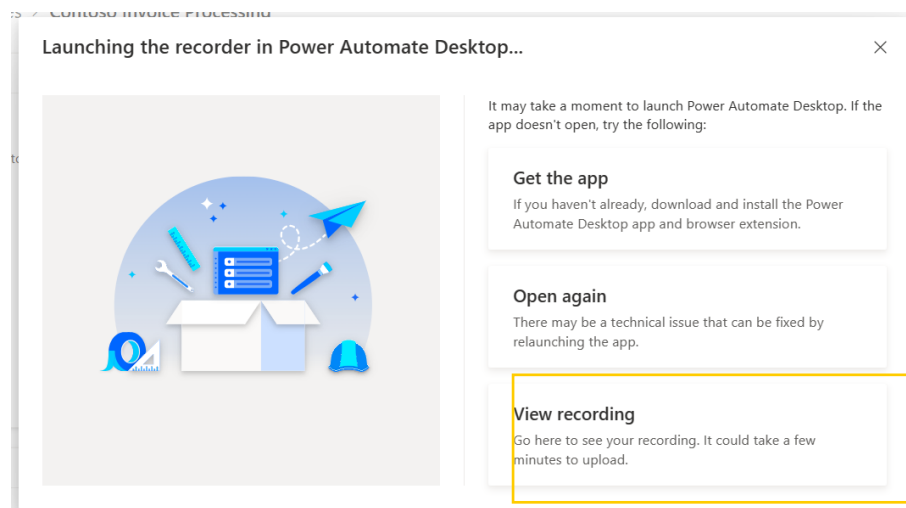 > Contoso Invoice Processing
Launching the recorder in Power Automate Desktop...
It may take a moment to launch Power Automate Desktop. If the
app doesn't open, try the following:
Get the app
If you haven't already, download and install the Power
Automate Desktop app and browser extension.
Open again
There may be a technical issue that can be fixed by
relaunching the app.
View recording
Go here to see your recording. It could take a few
minutes to upload.